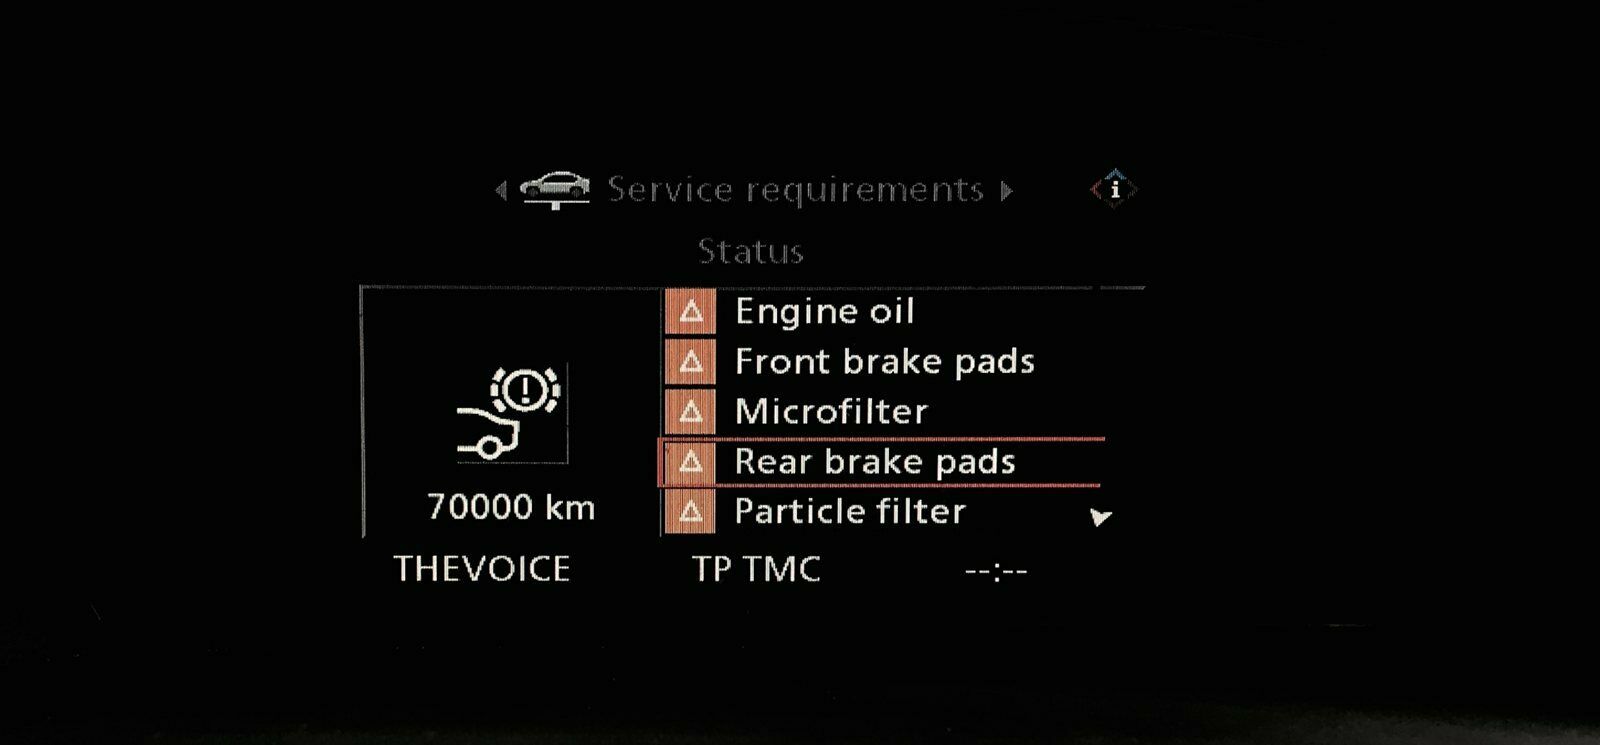 Service requirements
Status
Engine oil
Front brake pads
Microfilter
Rear brake pads
Particle filter
70000 km
THEVOICE TP TMC --:--